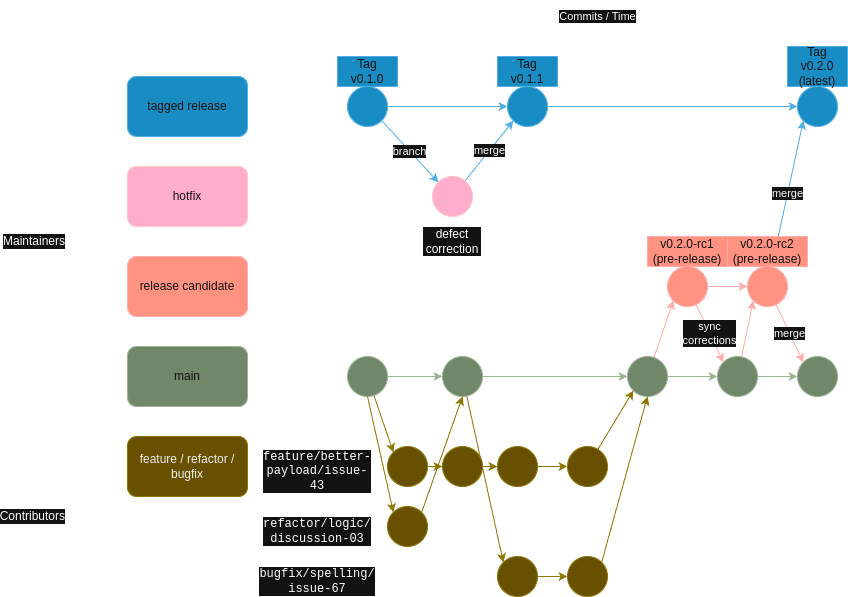 Commits / Time
Tag
v0.1.0
Tag
v0.1.1
Tag
v0.2.0
(latest)
tagged release
branch
merge
hotfix
merge
Maintainers
defect
correction
v0.2.0-rc1
(pre-release)
v0.2.0-rc2
(pre-release)
release candidate
sync
corrections
merge
main
feature / refactor /
bugfix
feature/better-
payload/issue-
43
Contributors
refactor/logic/
discussion-03
bugfix/spelling/
issue-67